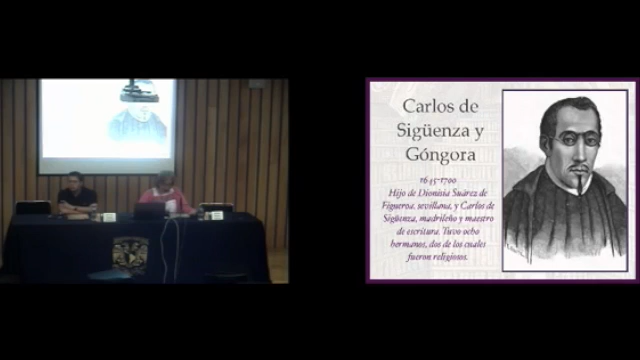 Carlos de
Sigüenza y
Góngora
1645-1700
Hijo de Dionisia Suárez de
Figueroa, sevillana, y Carlos de
Sigüenza, madrileño y maestro
de escritura. Tuvo ocho
hermanos, dos de los cuales
fueron religiosos.